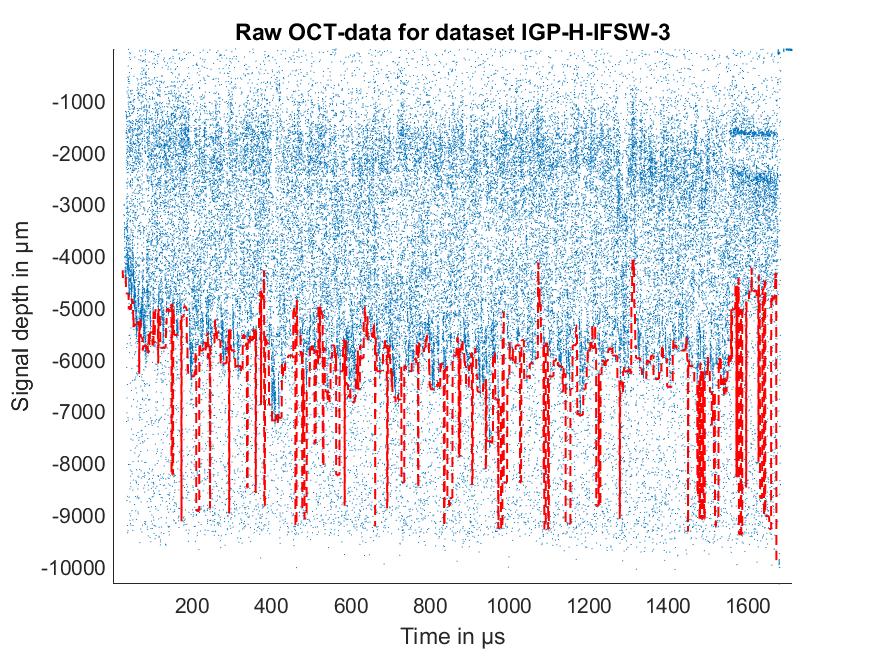 Raw OCT-data for dataset IGP-H-IFSW-3
-1000
-2000
-3000
-4000
-5000
-6000
-7000
-8000
-9000
-10000
Signal depth in µm
200 400 600 800 1000 1200 1400 1600
Time in µs